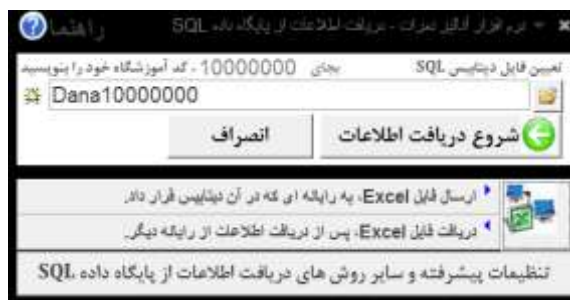 نرم افزار آنالیز نمرات - دریافت اطلاعات از پایگاه داده SQL
راهنما
تعیین فایل دیتابیس SQL بجای 10000000 - کد آموزشگاه خود را بنویسید
Dana10000000
شروع دریافت اطلاعات
انصراف
ارسال فایل Excel، به رایانه ای که در آن دیتابیس قرار داد.
دریافت فایل Excel، پس از دریافت اطلاعات از رایانه دیگر.
تنظیمات پیشرفته و سایر روش های دریافت اطلاعات از پایگاه داده SQL